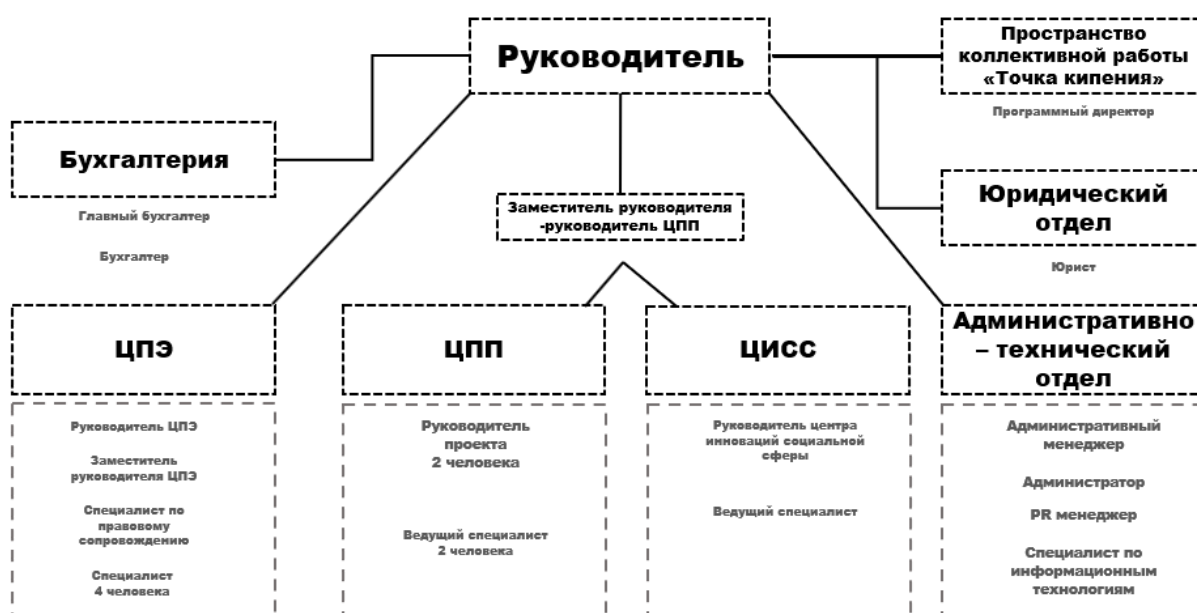 Руководитель
Пространство
коллективной работы
«Точка кипения»
Программный директор
Бухгалтерия
Главный бухгалтер
Бухгалтер
Заместитель руководителя
-руководитель ЦПП
Юридический
отдел
Юрист
ЦПЭ
Руководитель ЦПЭ
Заместитель
руководителя ЦПЭ
Специалист по
правовому
сопровождению
Специалист
4 человека
ЦПП
Руководитель
проекта
2 человека
Ведущий специалист
2 человека
ЦИСС
Руководитель центра
инноваций социальной
сферы
Ведущий специалист
Административно
– технический
отдел
Административный
менеджер
Администратор
PR менеджер
Специалист по
информационным
технологиям